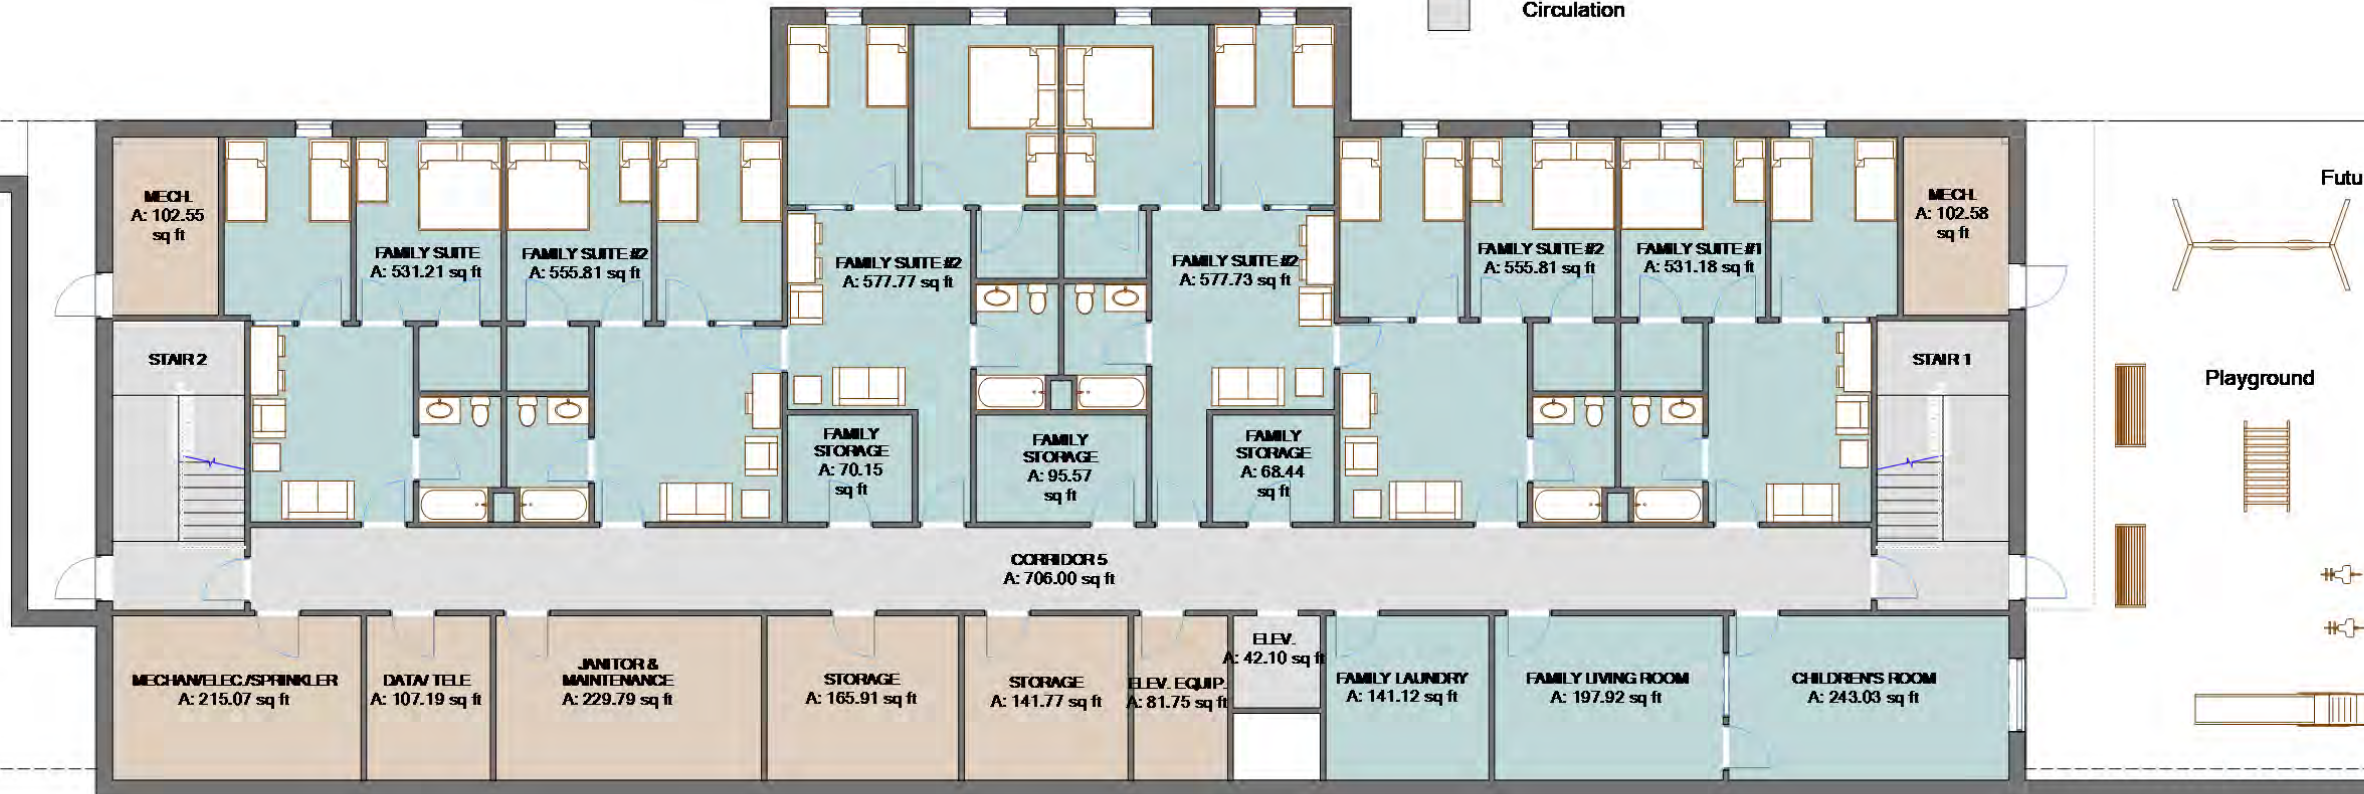 Circulation
MECH.
A: 102.55
sq ft
FAMILY SUITE
A: 531.21 sq ft
FAMILY SUITE #2
A: 555.81 sq ft
FAMILY SUITE #2
A: 577.77 sq ft
FAMILY SUITE #2
A: 577.73 sq ft
FAMILY SUITE #2
A: 555.81 sq ft
FAMILY SUITE #1
A: 531.18 sq ft
MECH.
A: 102.58
sq ft
Futu
STAIR 2
STAIR 1
Playground
FAMILY
STORAGE
A: 70.15
sq ft
FAMILY
STORAGE
A: 95.57
sq ft
FAMILY
STORAGE
A: 68.44
sq ft
CORRIDOR 5
A: 706.00 sq ft
MECHAN/ELEC./SPRINKLER
A: 215.07 sq ft
DATA/ TELE
A: 107.19 sq ft
JANITOR &
MAINTENANCE
A: 229.79 sq ft
STORAGE
A: 165.91 sq ft
STORAGE
A: 141.77 sq ft
ELEV. EQUIP.
A: 81.75 sq ft
ELEV.
A: 42.10 sq ft
FAMILY LAUNDRY
A: 141.12 sq ft
FAMILY LIVING ROOM
A: 197.92 sq ft
CHILDREN'S ROOM
A: 243.03 sq ft